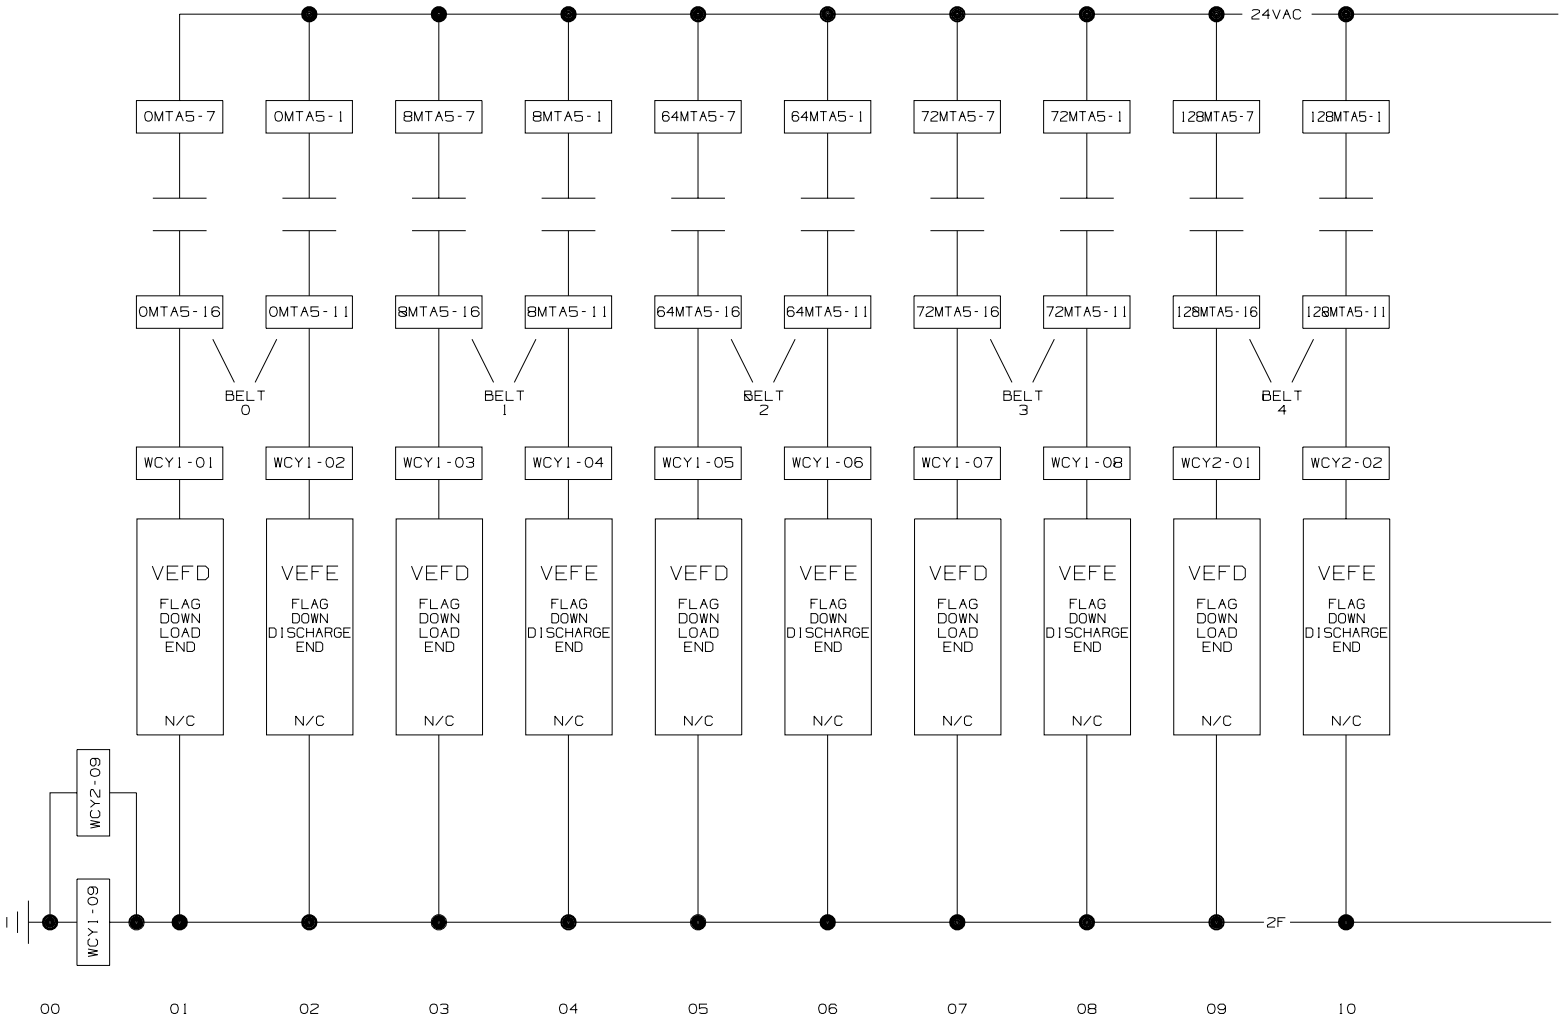 24VAC
0MTA5-7 0MTA5-1 8MTA5-7 8MTA5-1 64MTA5-7 64MTA5-1 72MTA5-7 72MTA5-1 128MTA5-7 128MTA5-1
0MTA5-16 0MTA5-11 8MTA5-16 8MTA5-11 64MTA5-16 64MTA5-11 72MTA5-16 72MTA5-11 128MTA5-16 128MTA5-11
BELT BELT BELT BELT BELT
0 1 2 3 4
WCY1-01 WCY1-02 WCY1-03 WCY1-04 WCY1-05 WCY1-06 WCY1-07 WCY1-08 WCY2-01 WCY2-02
VEFD VEFE VEFD VEFE VEFD VEFE VEFD VEFE VEFD VEFE
FLAG FLAG FLAG FLAG FLAG FLAG FLAG FLAG FLAG FLAG
DOWN DOWN DOWN DOWN DOWN DOWN DOWN DOWN DOWN DOWN
LOAD DISCHARGE LOAD DISCHARGE LOAD DISCHARGE LOAD DISCHARGE LOAD DISCHARGE
END END END END END END END END END END
N/C N/C N/C N/C N/C N/C N/C N/C N/C N/C
WCY2-09
WCY1-09
2F
00 01 02 03 04 05 06 07 08 09 10